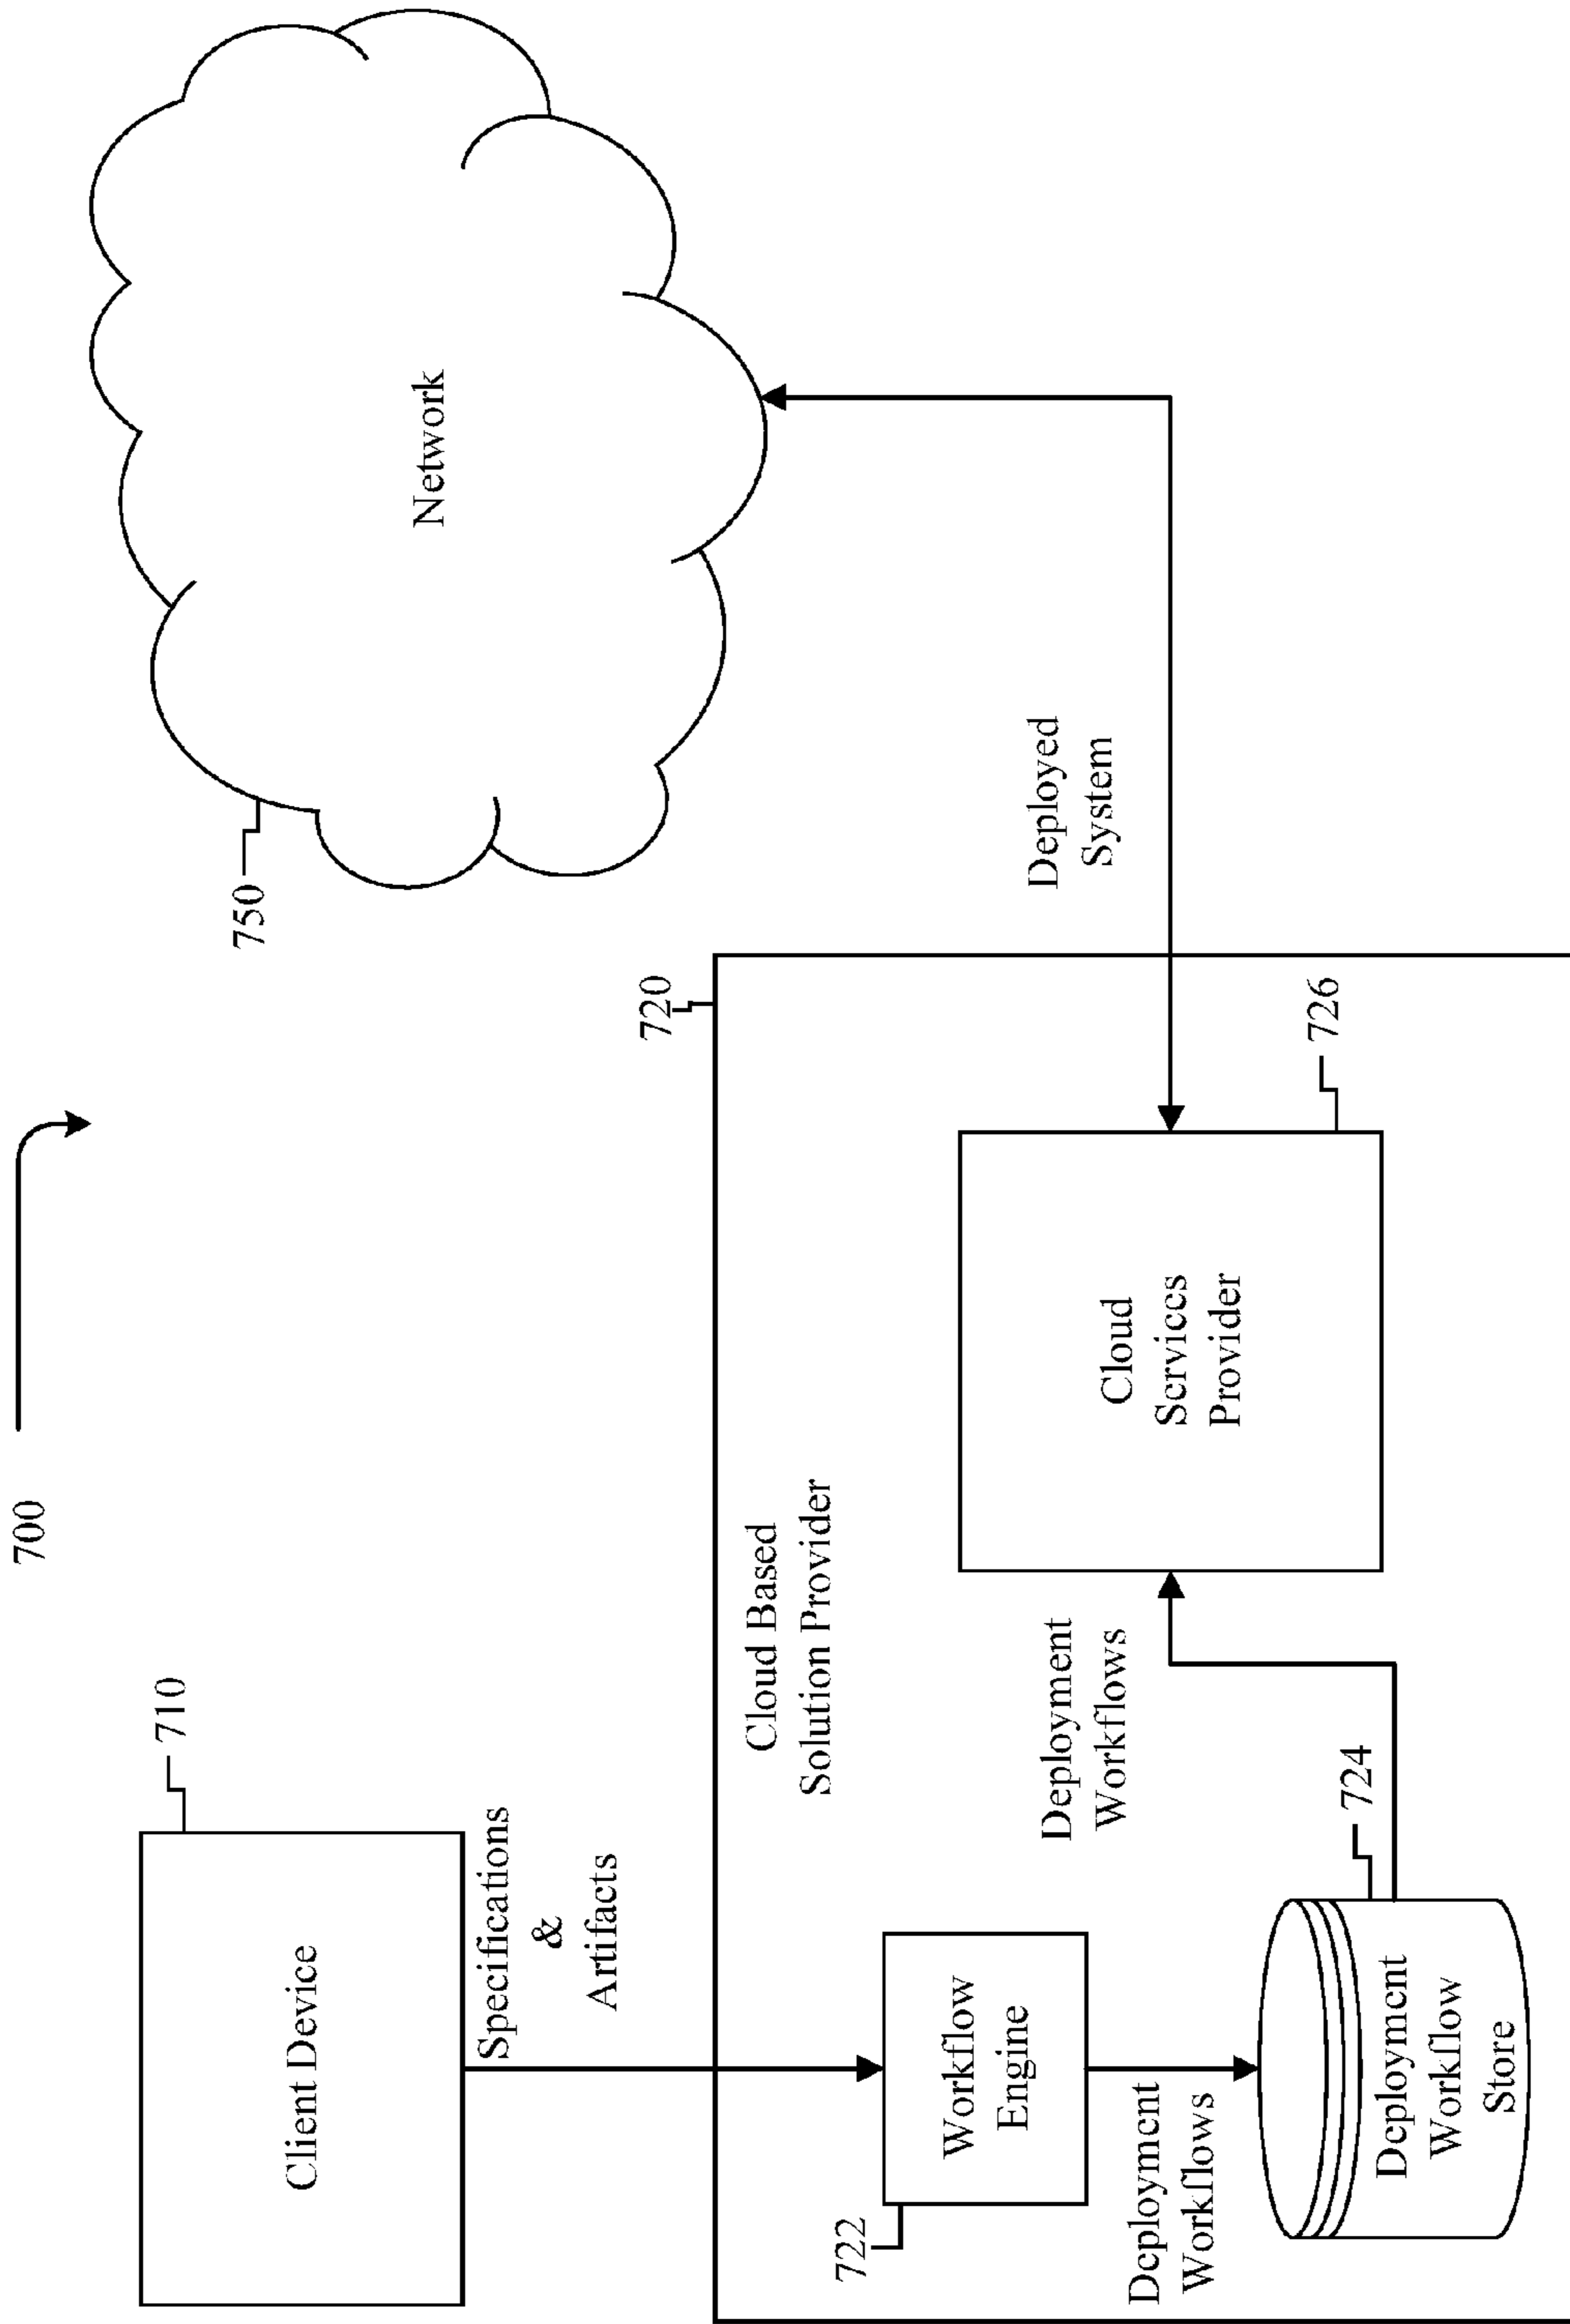 700
Client Device
710
Specifications
&
Artifacts
750
Network
720
Cloud Based
Solution Provider
722
Workflow
Engine
Deployment
Workflows
Deployment
Workflow
Store
724
Deployment
Workflows
Cloud
Services
Provider
726
Deployed
System